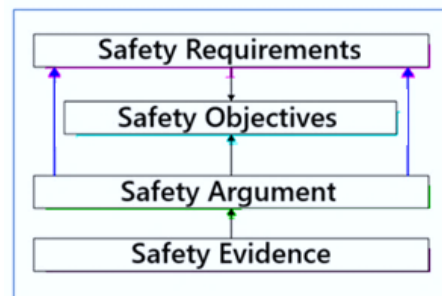 Safety Requirements
Safety Objectives
Safety Argument
Safety Evidence